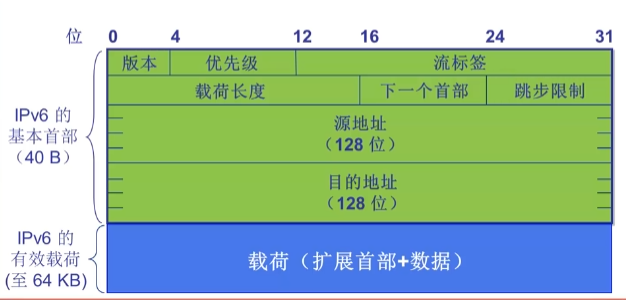 位 0 4 12 16 24 31
版本 优先级 流标签
载荷长度 下一个首部 跳步限制
IPv6 的
基本首部
（40 B）
源地址
（128 位）
目的地址
（128 位）
IPv6 的
有效载荷
(至 64 KB)
载荷（扩展首部+数据）